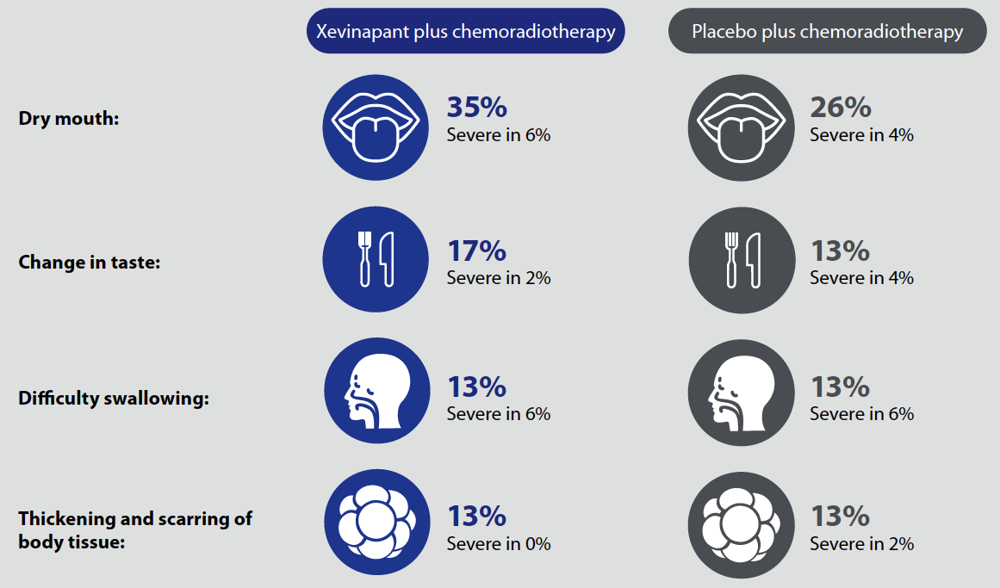 Xevinapant plus chemoradiotherapy
Placebo plus chemoradiotherapy
Dry mouth:
35%
Severe in 6%
26%
Severe in 4%
Change in taste:
17%
Severe in 2%
13%
Severe in 4%
Difficulty swallowing:
13%
Severe in 6%
13%
Severe in 6%
Thickening and scarring of
body tissue:
13%
Severe in 0%
13%
Severe in 2%